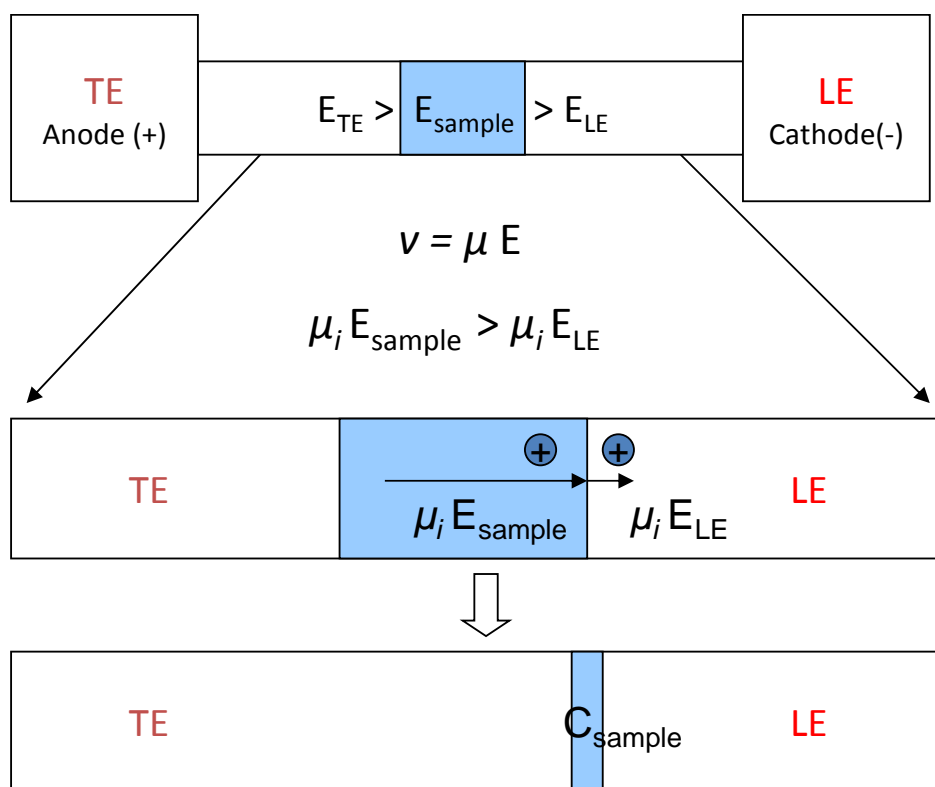 TE
Anode (+)
E_TE > E_sample > E_LE
LE
Cathode(-)
v = μ E
μ_i E_sample > μ_i E_LE
+ +
TE
μ_i E_sample
μ_i E_LE
LE
TE
C_sample
LE